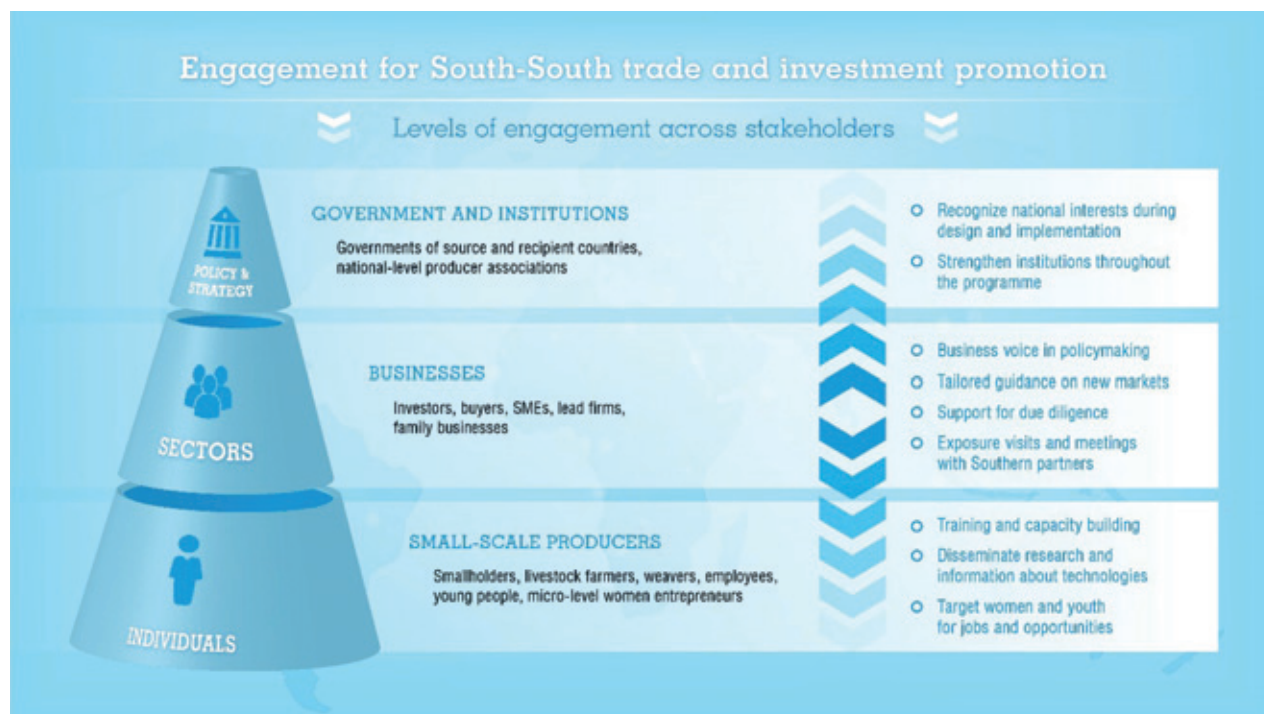 Engagement for South-South trade and investment promotion
Levels of engagement across stakeholders
POLICY &
STRATEGY
GOVERNMENT AND INSTITUTIONS
Governments of source and recipient countries,
national-level producer associations
Recognize national interests during
design and implementation
Strengthen institutions throughout
the programme
SECTORS
BUSINESSES
Investors, buyers, SMEs, lead firms,
family businesses
Business voice in policymaking
Tailored guidance on new markets
Support for due diligence
Exposure visits and meetings
with Southern partners
INDIVIDUALS
SMALL-SCALE PRODUCERS
Smallholders, livestock farmers, weavers, employees,
young people, micro-level women entrepreneurs
Training and capacity building
Disseminate research and
information about technologies
Target women and youth
for jobs and opportunities